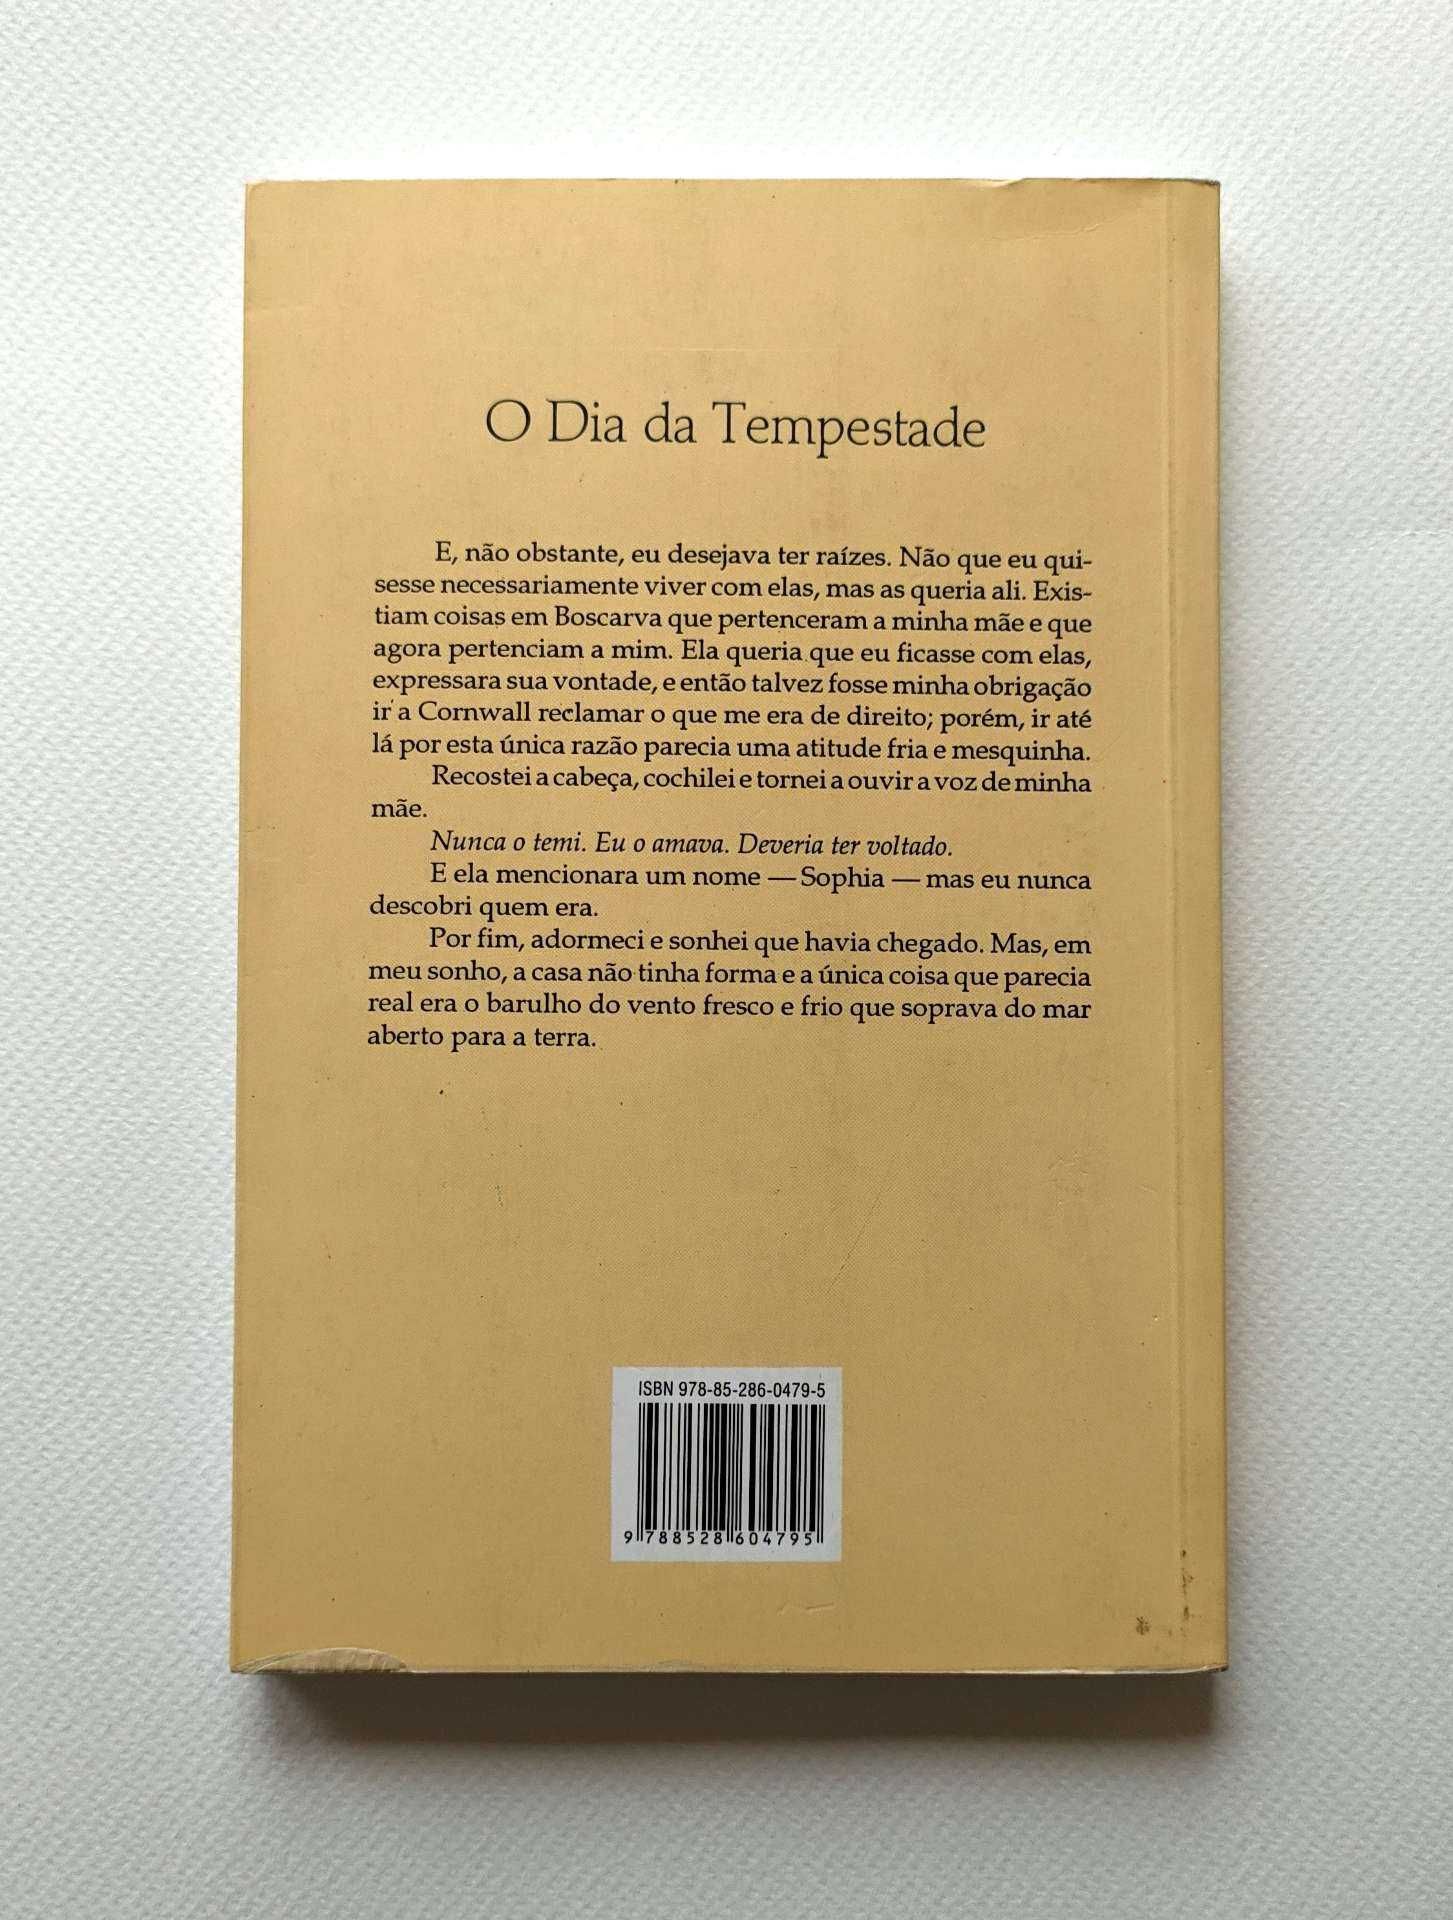 O Dia da Tempestade
E, não obstante, eu desejava ter raízes. Não que eu qui-
sesse necessariamente viver com elas, mas as queria ali. Exis-
tiam coisas em Boscarva que pertenceram a minha mãe e que
agora pertenciam a mim. Ela queria que eu ficasse com elas,
expressara sua vontade, e então talvez fosse minha obrigação
ir a Cornwall reclamar o que me era de direito; porém, ir até
lá por esta única razão parecia uma atitude fria e mesquinha.
Recostei a cabeça, cochilei e tornei a ouvir a voz de minha
mãe.
Nunca o temi. Eu o amava. Deveria ter voltado.
E ela mencionara um nome — Sophia — mas eu nunca
descobri quem era.
Por fim, adormeci e sonhei que havia chegado. Mas, em
meu sonho, a casa não tinha forma e a única coisa que parecia
real era o barulho do vento fresco e frio que soprava do mar
aberto para a terra.
ISBN 978-85-286-0479-5
9 788528 604795